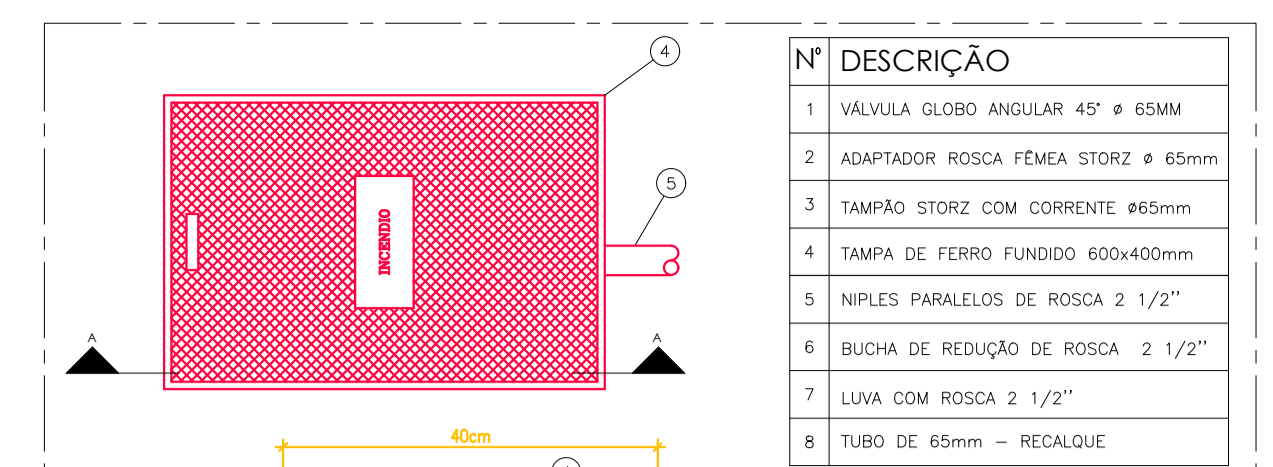 4
5
INCENDIO
A
A
40cm
Nº DESCRIÇÃO
1 VÁLVULA GLOBO ANGULAR 45° ø 65MM
2 ADAPTADOR ROSCA FÊMEA STORZ ø 65mm
3 TAMPÃO STORZ COM CORRENTE ø65mm
4 TAMPA DE FERRO FUNDIDO 600x400mm
5 NIPLES PARALELOS DE ROSCA 2 1/2''
6 BUCHA DE REDUÇÃO DE ROSCA 2 1/2''
7 LUVA COM ROSCA 2 1/2''
8 TUBO DE 65mm – RECALQUE